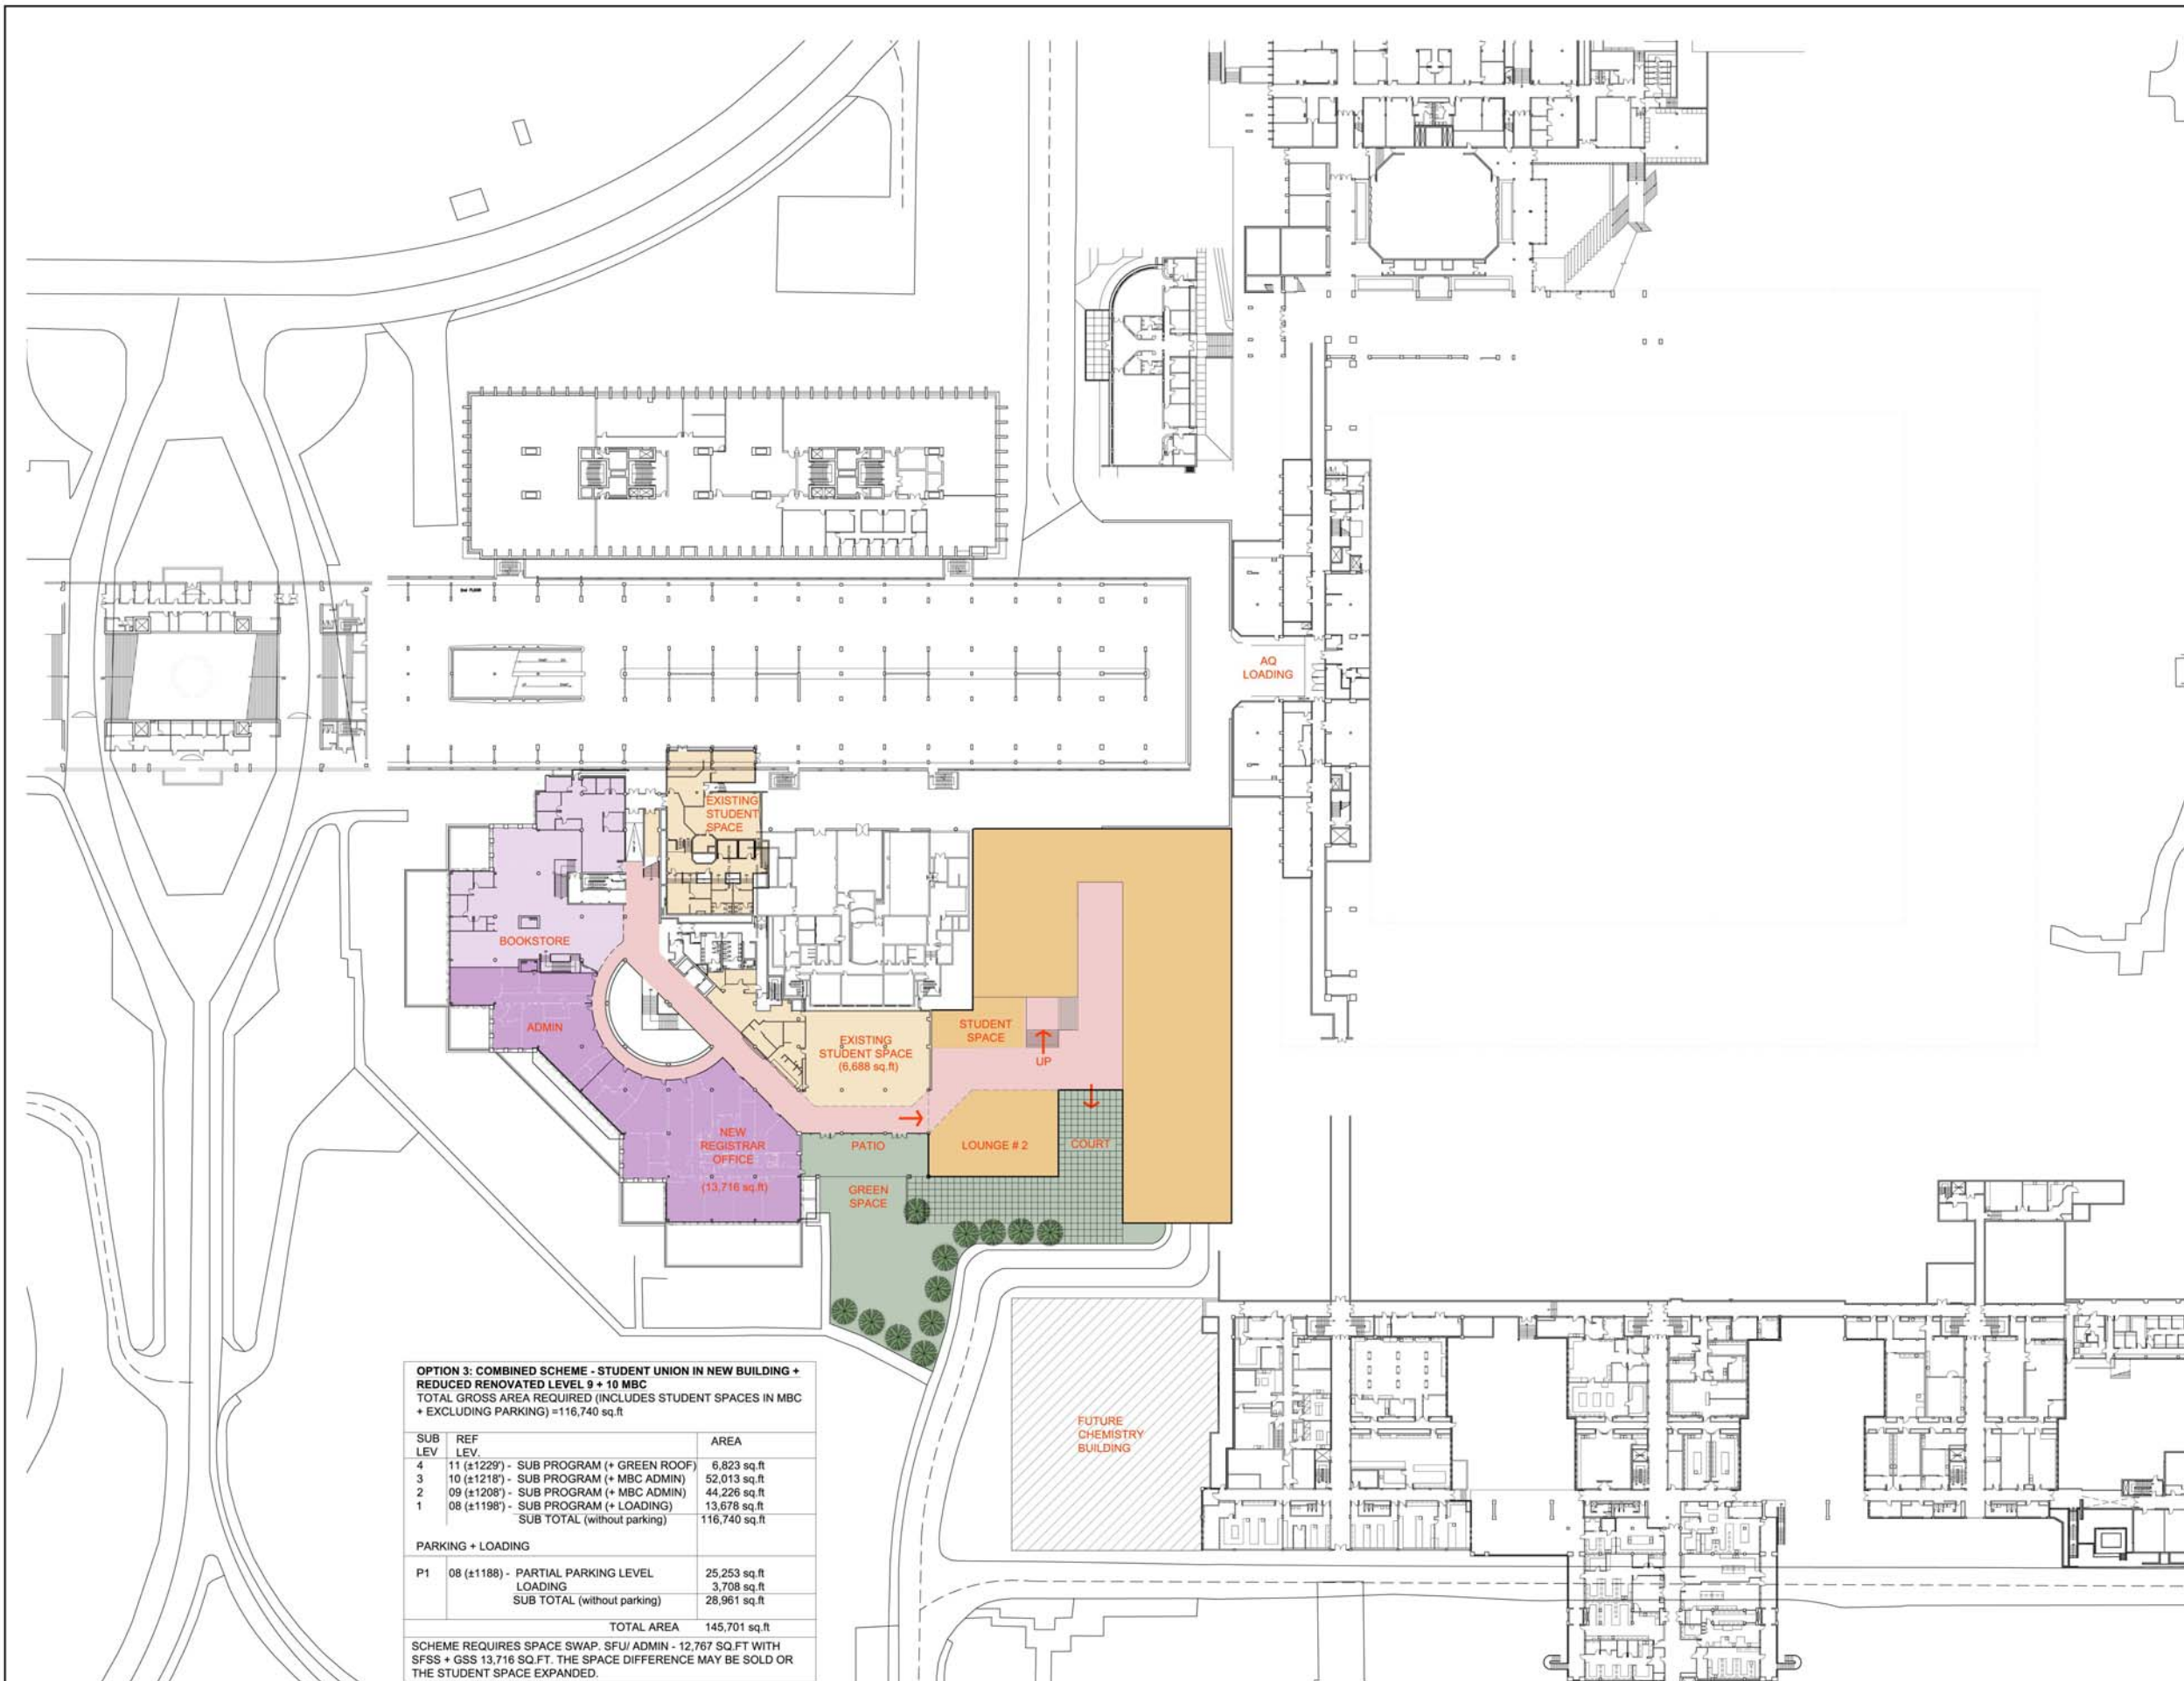 2nd FLOOR
AQ
LOADING
EXISTING
STUDENT
SPACE
BOOKSTORE
ADMIN
STUDENT
SPACE
UP
EXISTING
STUDENT SPACE
(6,688 sq.ft)
NEW
REGISTRAR
OFFICE
(13,716 sq.ft)
PATIO
LOUNGE # 2
COURT
GREEN
SPACE
FUTURE
CHEMISTRY
BUILDING
OPTION 3: COMBINED SCHEME - STUDENT UNION IN NEW BUILDING +
REDUCED RENOVATED LEVEL 9 + 10 MBC
TOTAL GROSS AREA REQUIRED (INCLUDES STUDENT SPACES IN MBC
+ EXCLUDING PARKING) =116,740 sq.ft
SUB REF AREA
LEV LEV.
4 11 (±1229') - SUB PROGRAM (+ GREEN ROOF) 6,823 sq.ft
3 10 (±1218') - SUB PROGRAM (+ MBC ADMIN) 52,013 sq.ft
2 09 (±1208') - SUB PROGRAM (+ MBC ADMIN) 44,226 sq.ft
1 08 (±1198') - SUB PROGRAM (+ LOADING) 13,678 sq.ft
SUB TOTAL (without parking) 116,740 sq.ft
PARKING + LOADING
P1 08 (±1188) - PARTIAL PARKING LEVEL 25,253 sq.ft
LOADING 3,708 sq.ft
SUB TOTAL (without parking) 28,961 sq.ft
TOTAL AREA 145,701 sq.ft
SCHEME REQUIRES SPACE SWAP. SFU/ ADMIN - 12,767 SQ.FT WITH
SFSS + GSS 13,716 SQ.FT. THE SPACE DIFFERENCE MAY BE SOLD OR
THE STUDENT SPACE EXPANDED.